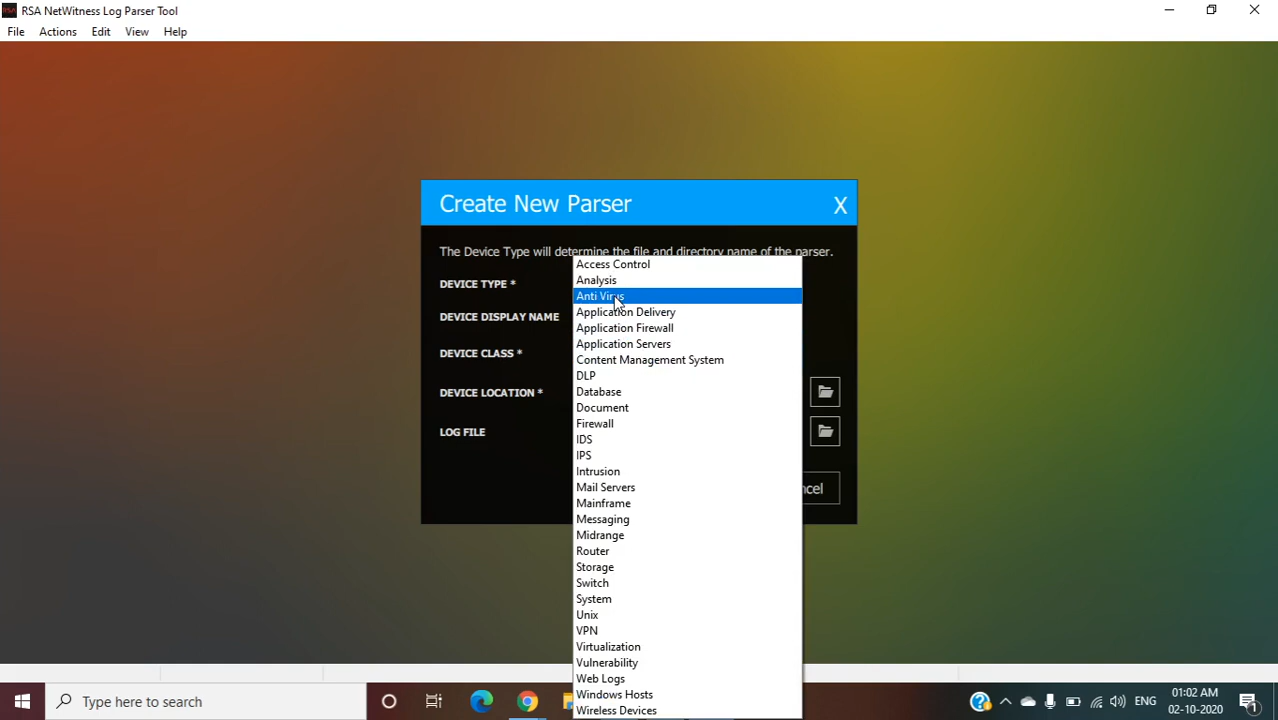 RSA NetWitness Log Parser Tool
File Actions Edit View Help
Create New Parser X
The Device Type will determine the file and directory name of the parser.
DEVICE TYPE *
DEVICE DISPLAY NAME
DEVICE CLASS *
DEVICE LOCATION *
LOG FILE
Access Control
Analysis
Anti Virus
Application Delivery
Application Firewall
Application Servers
Content Management System
DLP
Database
Document
Firewall
IDS
IPS
Intrusion
Mail Servers
Mainframe
Messaging
Midrange
Router
Storage
Switch
System
Unix
VPN
Virtualization
Vulnerability
Web Logs
Windows Hosts
Wireless Devices
ncel
Type here to search
ENG
01:02 AM
02-10-2020
1